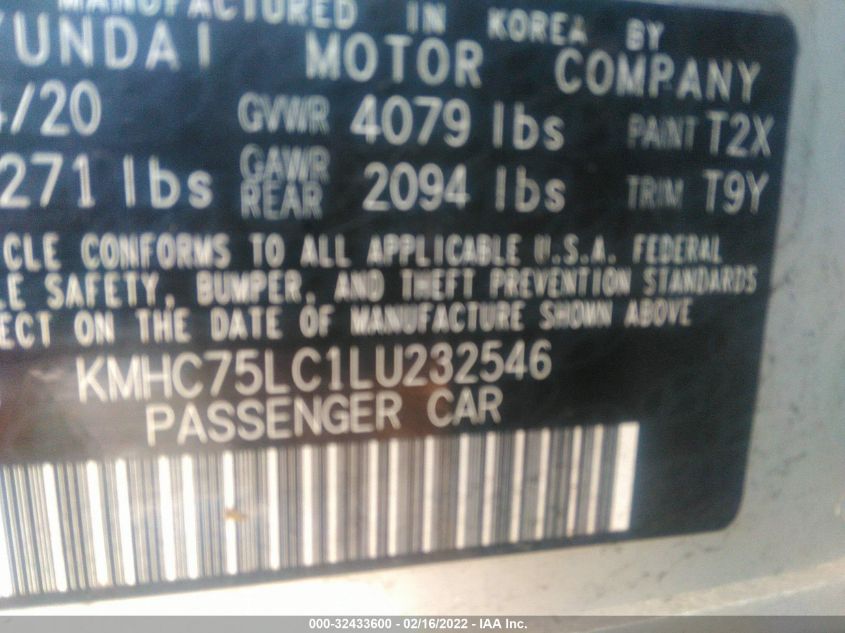 MANUFACTURED IN KOREA BY
YUNDAI MOTOR COMPANY
/20 GVWR 4079 lbs PAINT T2X
271 lbs GAWR REAR 2094 lbs TRIM T9Y
CLE CONFORMS TO ALL APPLICABLE U.S.A. FEDERAL
LE SAFETY, BUMPER, AND THEFT PREVENTION STANDARDS
ECT ON THE DATE OF MANUFACTURE SHOWN ABOVE
KMHC75LC1LU232546
PASSENGER CAR
000-32433600 - 02/16/2022 - IAA Inc.